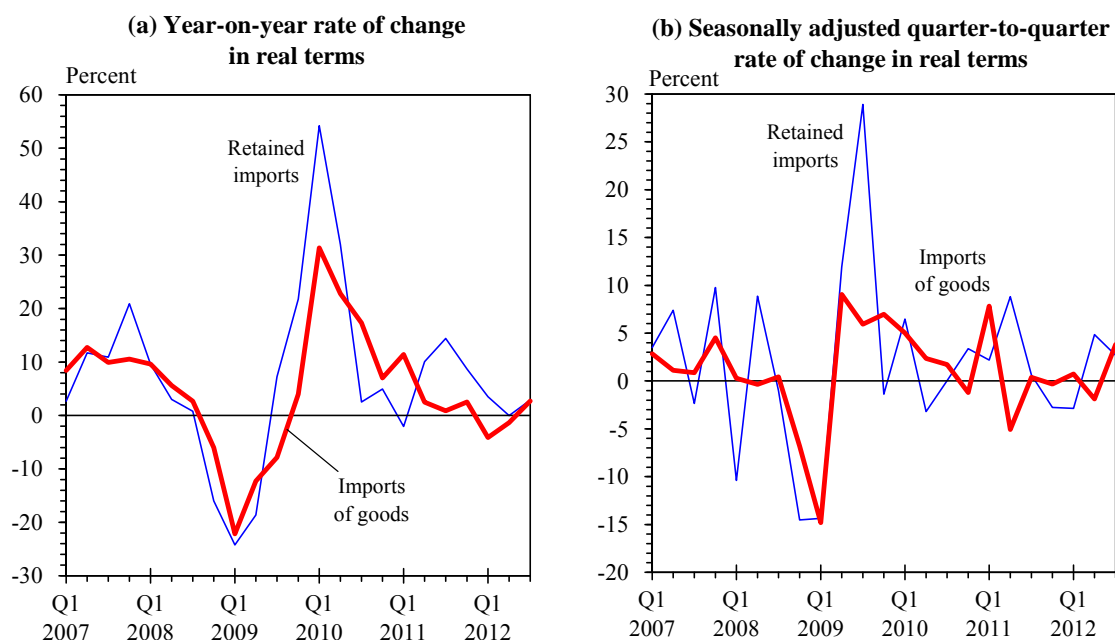 (a) Year-on-year rate of change
in real terms
Percent
60
50
40
30
20
10
0
-10
-20
-30
Retained
imports
Imports
of goods
Q1 Q1 Q1 Q1 Q1 Q1
2007 2008 2009 2010 2011 2012
(b) Seasonally adjusted quarter-to-quarter
rate of change in real terms
Percent
30
25
20
15
10
5
0
-5
-10
-15
-20
Retained
imports
Imports
of goods
Q1 Q1 Q1 Q1 Q1 Q1
2007 2008 2009 2010 2011 2012